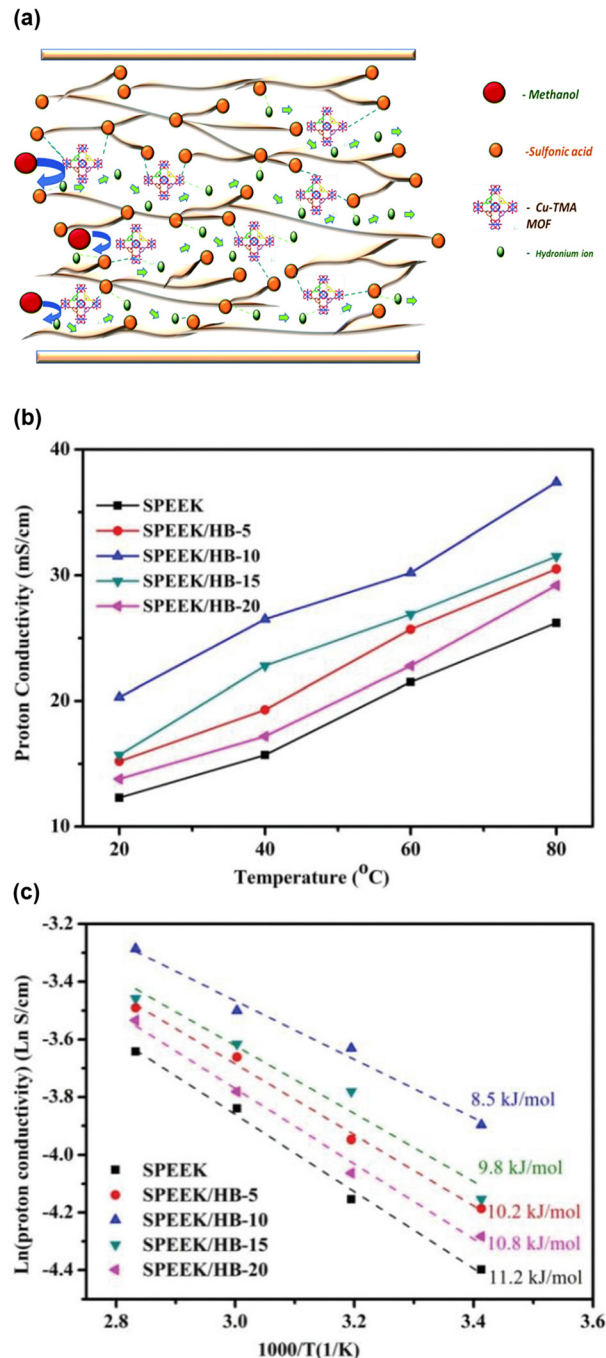 (a)
- Methanol
-Sulfonic acid
- Cu-TMA
MOF
- Hydronium ion
(b)
40
30
20
10
Proton Conductivity (mS/cm)
SPEEK
SPEEK/HB-5
SPEEK/HB-10
SPEEK/HB-15
SPEEK/HB-20
20 40 60 80
Temperature (°C)
(c)
-3.2
-3.6
-3.8
-4.0
-4.2
-4.4
Ln(proton conductivity) (Ln S/cm)
-3.4
8.5 kJ/mol
9.8 kJ/mol
10.2 kJ/mol
10.8 kJ/mol
11.2 kJ/mol
SPEEK
SPEEK/HB-5
SPEEK/HB-10
SPEEK/HB-15
SPEEK/HB-20
2.8 3.0 3.2 3.4 3.6
1000/T(1/K)